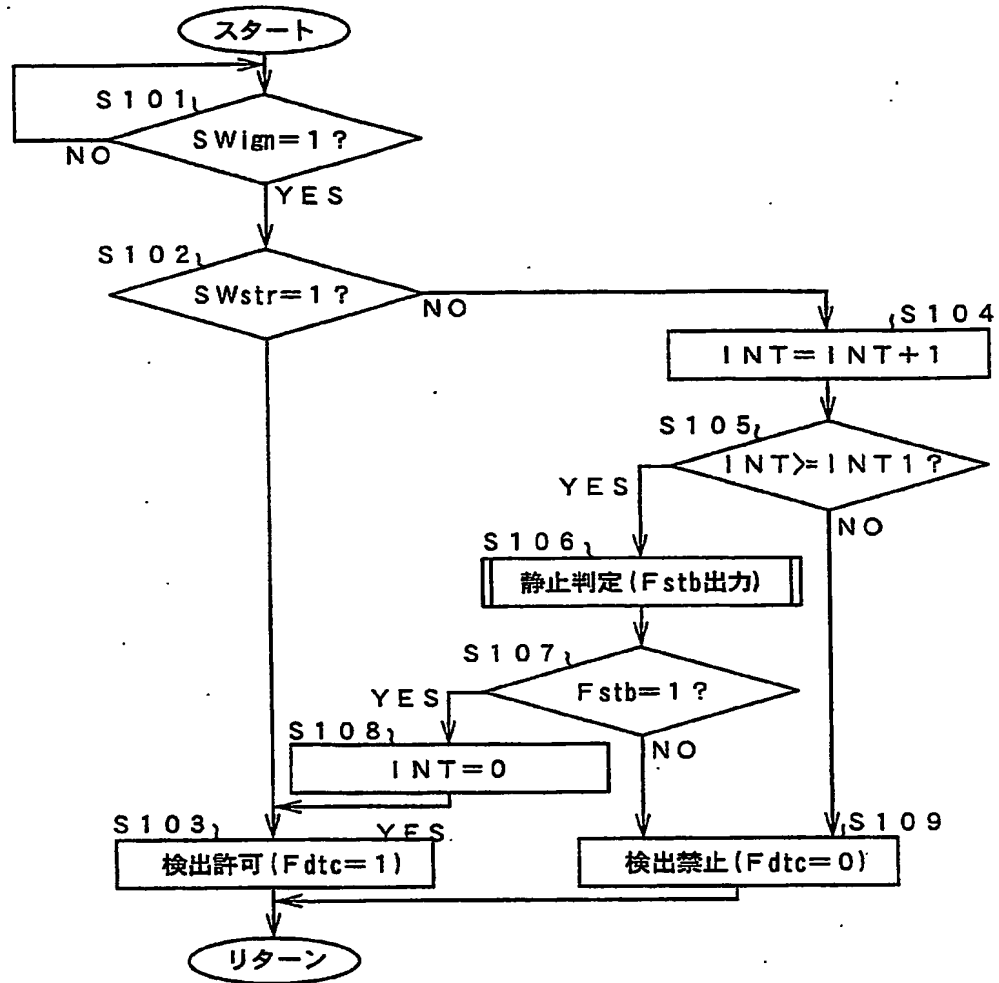 スタート
S101
SWign=1?
NO
YES
S102
SWstr=1?
NO
S104
INT=INT+1
S105
INT>=INT1?
YES
NO
S106
静止判定(Fstb出力)
S107
Fstb=1?
YES
NO
S108
INT=0
S103
YES
S109
検出許可(Fdtc=1)
検出禁止(Fdtc=0)
リターン